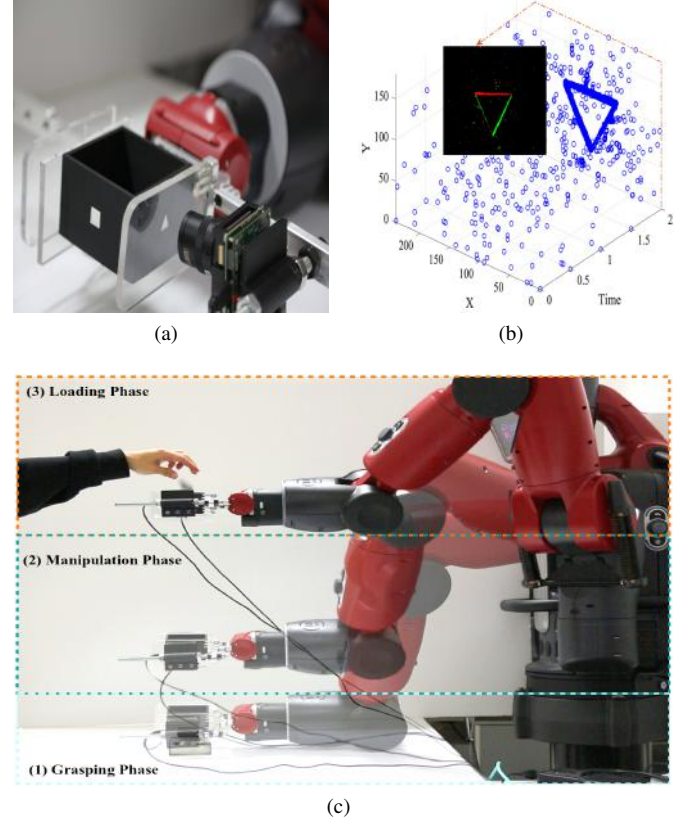 150
100
Y
50
0
200
150
100
50
0
X
0
0.5
1
1.5
2
Time
(a)
(b)
(3) Loading Phase
(2) Manipulation Phase
(1) Grasping Phase
(c)